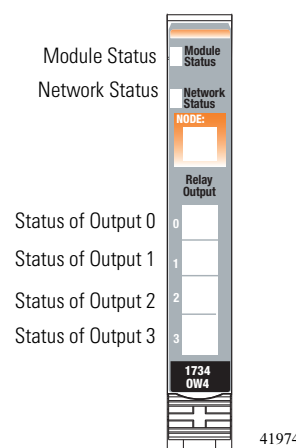 Module Status
Network Status
Status of Output 0
Status of Output 1
Status of Output 2
Status of Output 3
Module
Status
Network
Status
NODE:
Relay
Output
0
1
2
3
1734
OW4
41974